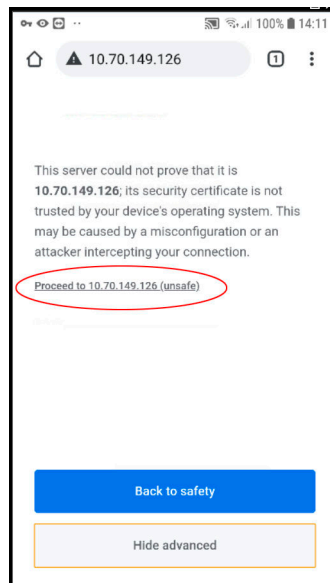 100% 14:11
10.70.149.126 1
This server could not prove that it is
10.70.149.126; its security certificate is not
trusted by your device's operating system. This
may be caused by a misconfiguration or an
attacker intercepting your connection.
Proceed to 10.70.149.126 (unsafe)
Back to safety
Hide advanced